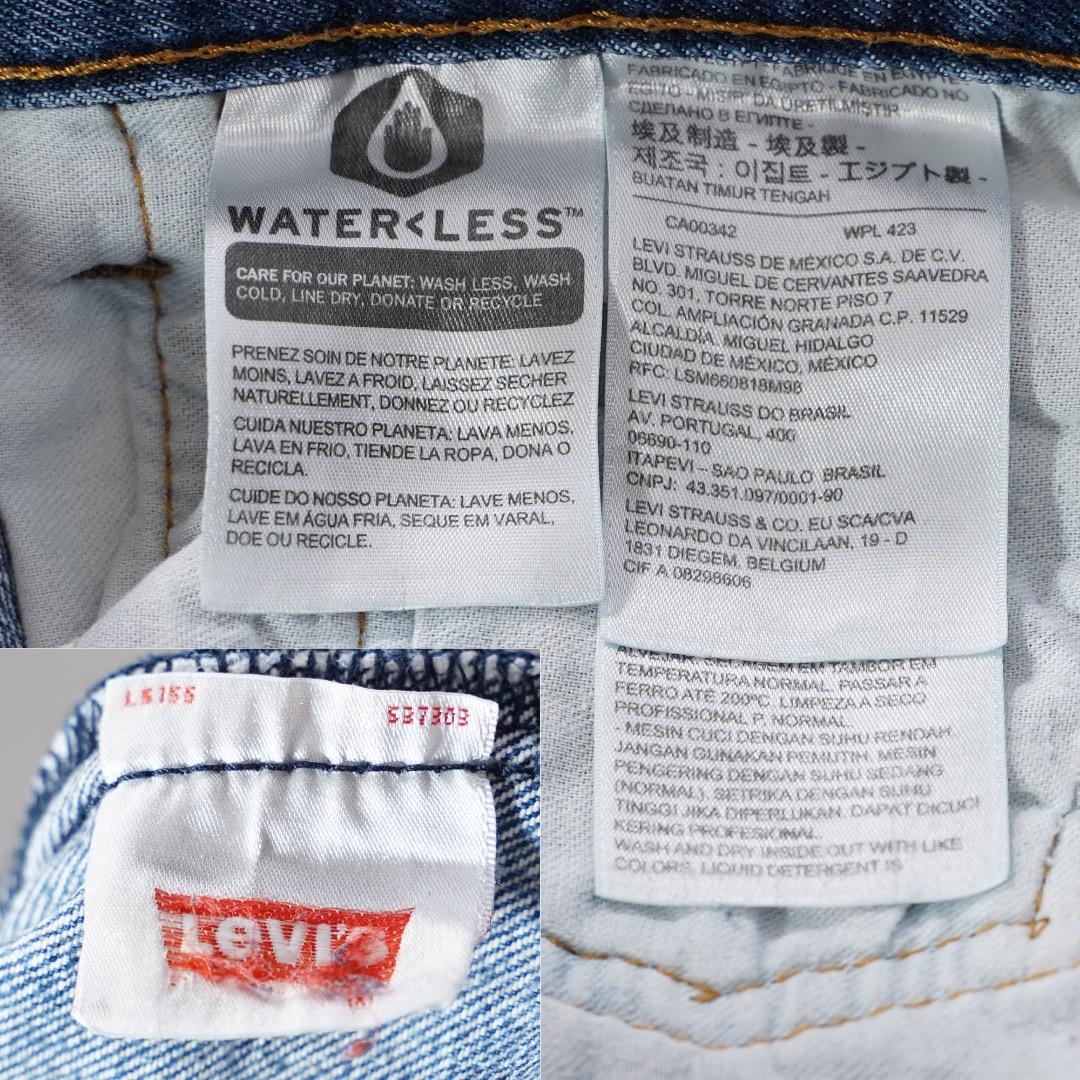 WATER<LESS™
CARE FOR OUR PLANET: WASH LESS, WASH
COLD, LINE DRY, DONATE OR RECYCLE
PRENEZ SOIN DE NOTRE PLANETE: LAVEZ
MOINS, LAVEZ A FROID, LAISSEZ SECHER
NATURELLEMENT, DONNEZ OU RECYCLEZ
CUIDA NUESTRO PLANETA: LAVA MENOS,
LAVA EN FRIO, TIENDE LA ROPA, DONA O
RECICLA.
CUIDE DO NOSSO PLANETA: LAVE MENOS,
LAVE EM ÁGUA FRIA, SEQUE EM VARAL,
DOE OU RECICLE.
FABRICADO EN EGIPTO - FABRICADO NO
EGITO - MISIR'DA URETILMISTIR
СДЕЛАНО В ЕГИПТЕ -
埃及制造 - 埃及製 -
제조국 : 이집트 - エジプト製 -
BUATAN TIMUR TENGAH
CA00342 WPL 423
LEVI STRAUSS DE MÉXICO S.A. DE C.V.
BLVD. MIGUEL DE CERVANTES SAAVEDRA
NO. 301, TORRE NORTE PISO 7
COL. AMPLIACIÓN GRANADA C.P. 11529
ALCALDÍA. MIGUEL HIDALGO
CIUDAD DE MÉXICO, MÉXICO
RFC: LSM660818M98
LEVI STRAUSS DO BRASIL
AV. PORTUGAL, 400
06690-110
ITAPEVI – SAO PAULO BRASIL
CNPJ: 43.351.097/0001-90
LEVI STRAUSS & CO. EU SCA/CVA
LEONARDO DA VINCILAAN, 19 - D
1831 DIEGEM, BELGIUM
CIF A 08298606
TEMPERATURA NORMAL. PASSAR A
FERRO ATÉ 200ºC. LIMPEZA A SECO
PROFISSIONAL P. NORMAL
- MESIN CUCI DENGAN SUHU RENDAH.
JANGAN GUNAKAN PEMUTIH. MESIN
PENGERING DENGAN SUHU SEDANG
(NORMAL). SETRIKA DENGAN SUHU
TINGGI JIKA DIPERLUKAN. DAPAT DICUCI
KERING PROFESIONAL.
WASH AND DRY INSIDE OUT WITH LIKE
COLORS, LIQUID DETERGENT IS
LS155 S37303
LEVI'S